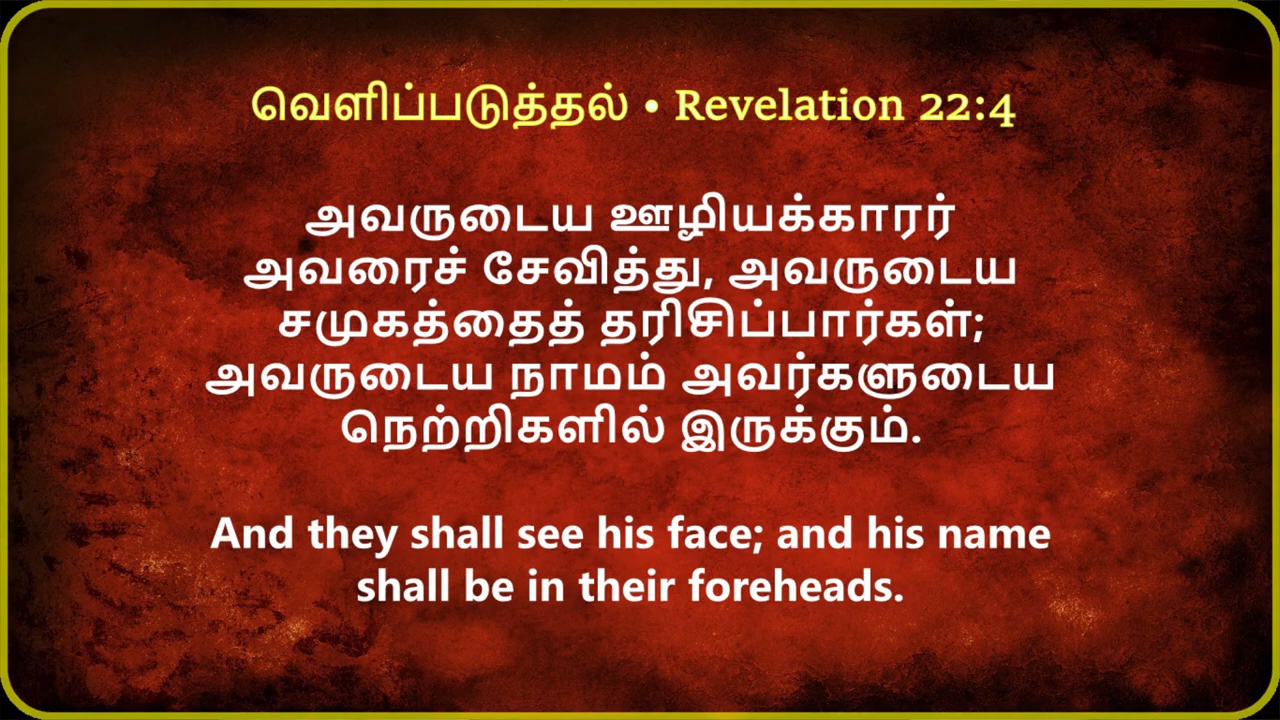 வெளிப்படுத்தல் • Revelation 22:4
அவருடைய ஊழியக்காரர்
அவரைச் சேவித்து, அவருடைய
சமுகத்தைத் தரிசிப்பார்கள்;
அவருடைய நாமம் அவர்களுடைய
நெற்றிகளில் இருக்கும்.
And they shall see his face; and his name
shall be in their foreheads.